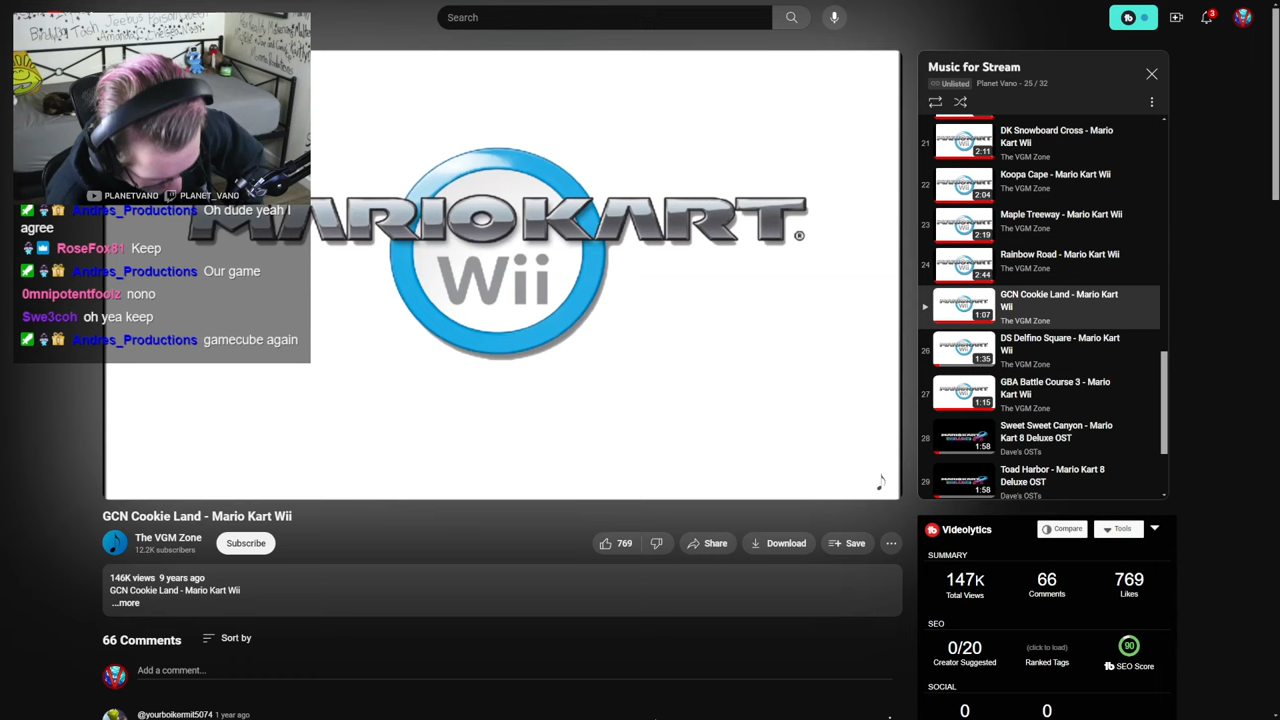 Search
3
PLANETVANO PLANET_VANO
Andres_Productions Oh dude yeah I
agree
RoseFox81 Keep
Andres_Productions Our game
0mnipotentfoolz nono
Swe3coh oh yea keep
Andres_Productions gamecube again
MARIOKART®
Wii
Music for Stream
Unlisted Planet Vano - 25 / 32
21
DK Snowboard Cross - Mario
Kart Wii
2:11
The VGM Zone
22
Koopa Cape - Mario Kart Wii
2:04
The VGM Zone
23
Maple Treeway - Mario Kart Wii
2:19
The VGM Zone
24
Rainbow Road - Mario Kart Wii
2:44
The VGM Zone
GCN Cookie Land - Mario Kart
Wii
1:07
The VGM Zone
26
DS Delfino Square - Mario Kart
Wii
1:35
The VGM Zone
27
GBA Battle Course 3 - Mario
Kart Wii
1:15
The VGM Zone
28
Sweet Sweet Canyon - Mario
Kart 8 Deluxe OST
1:58
Dave's OSTs
29
Toad Harbor - Mario Kart 8
Deluxe OST
1:58
Dave's OSTs
GCN Cookie Land - Mario Kart Wii
The VGM Zone
12.2K subscribers
Subscribe
769
Share
Download
Save
146K views 9 years ago
GCN Cookie Land - Mario Kart Wii
...more
66 Comments
Sort by
Add a comment...
@yourboikermit5074 1 year ago
Videolytics
Compare
Tools
SUMMARY
147K 66 769
Total Views Comments Likes
SEO
0/20 (click to load) 90
Creator Suggested Ranked Tags SEO Score
SOCIAL
0 0